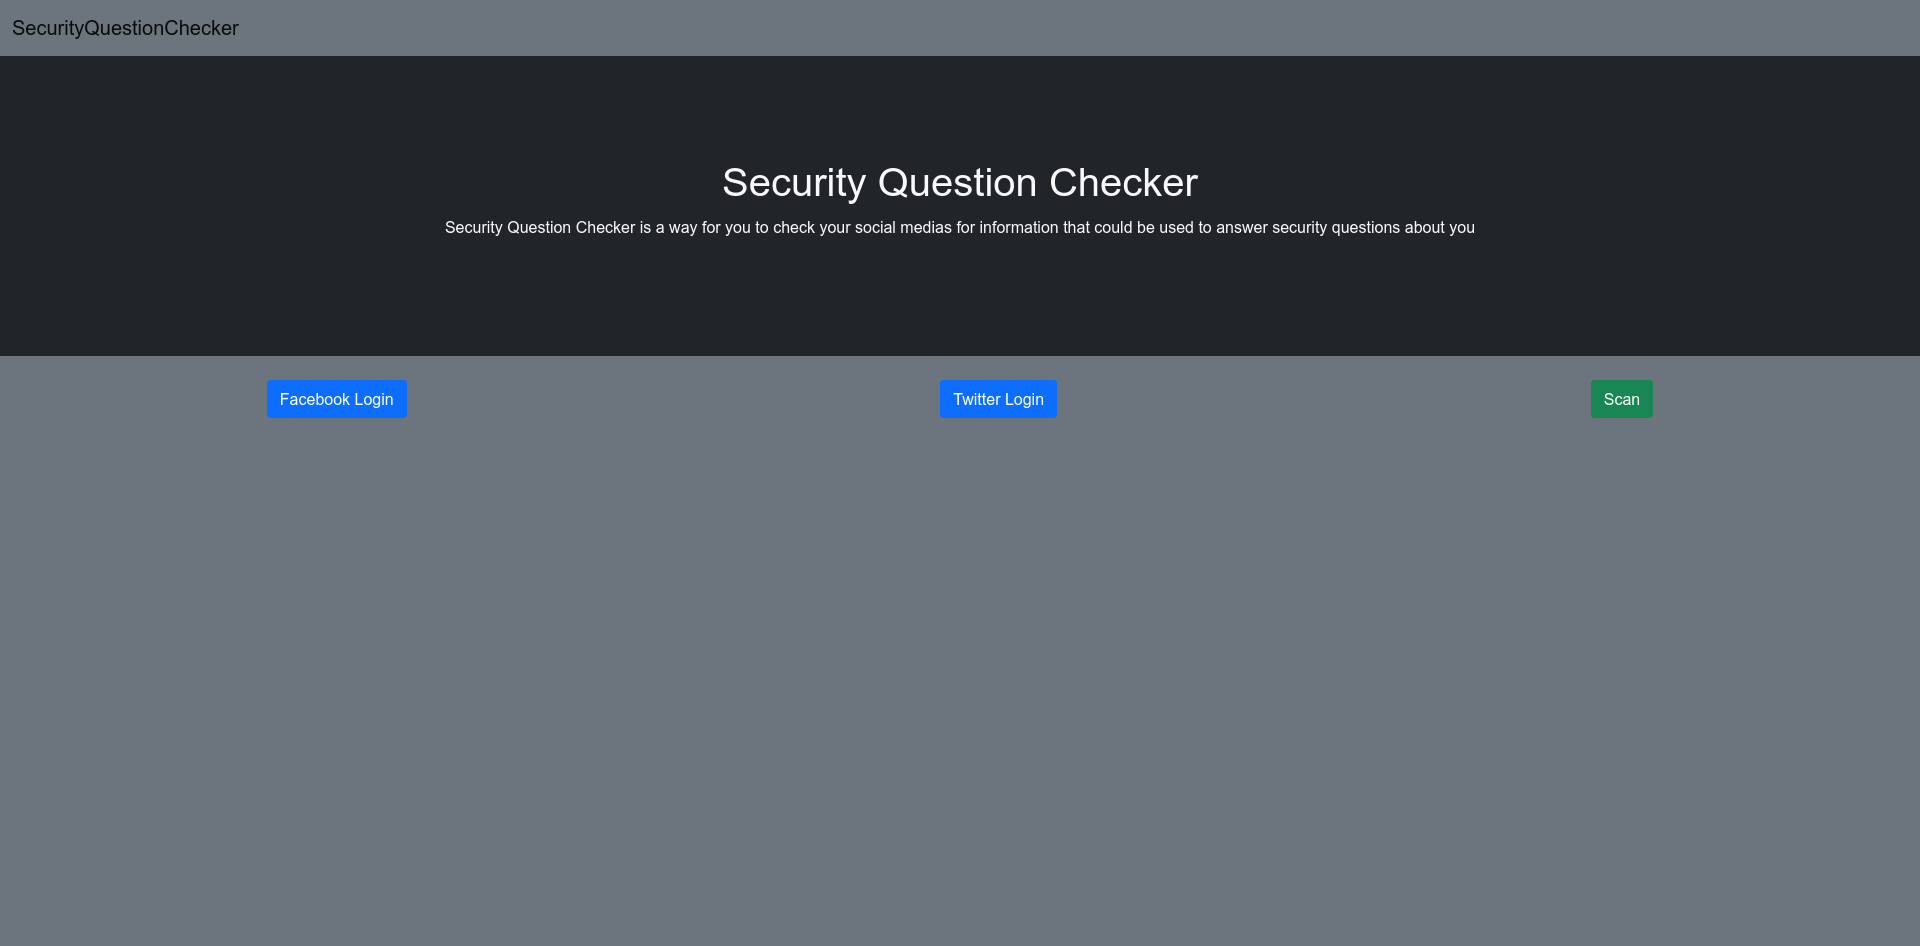 SecurityQuestionChecker
Security Question Checker
Security Question Checker is a way for you to check your social medias for information that could be used to answer security questions about you
Facebook Login
Twitter Login
Scan